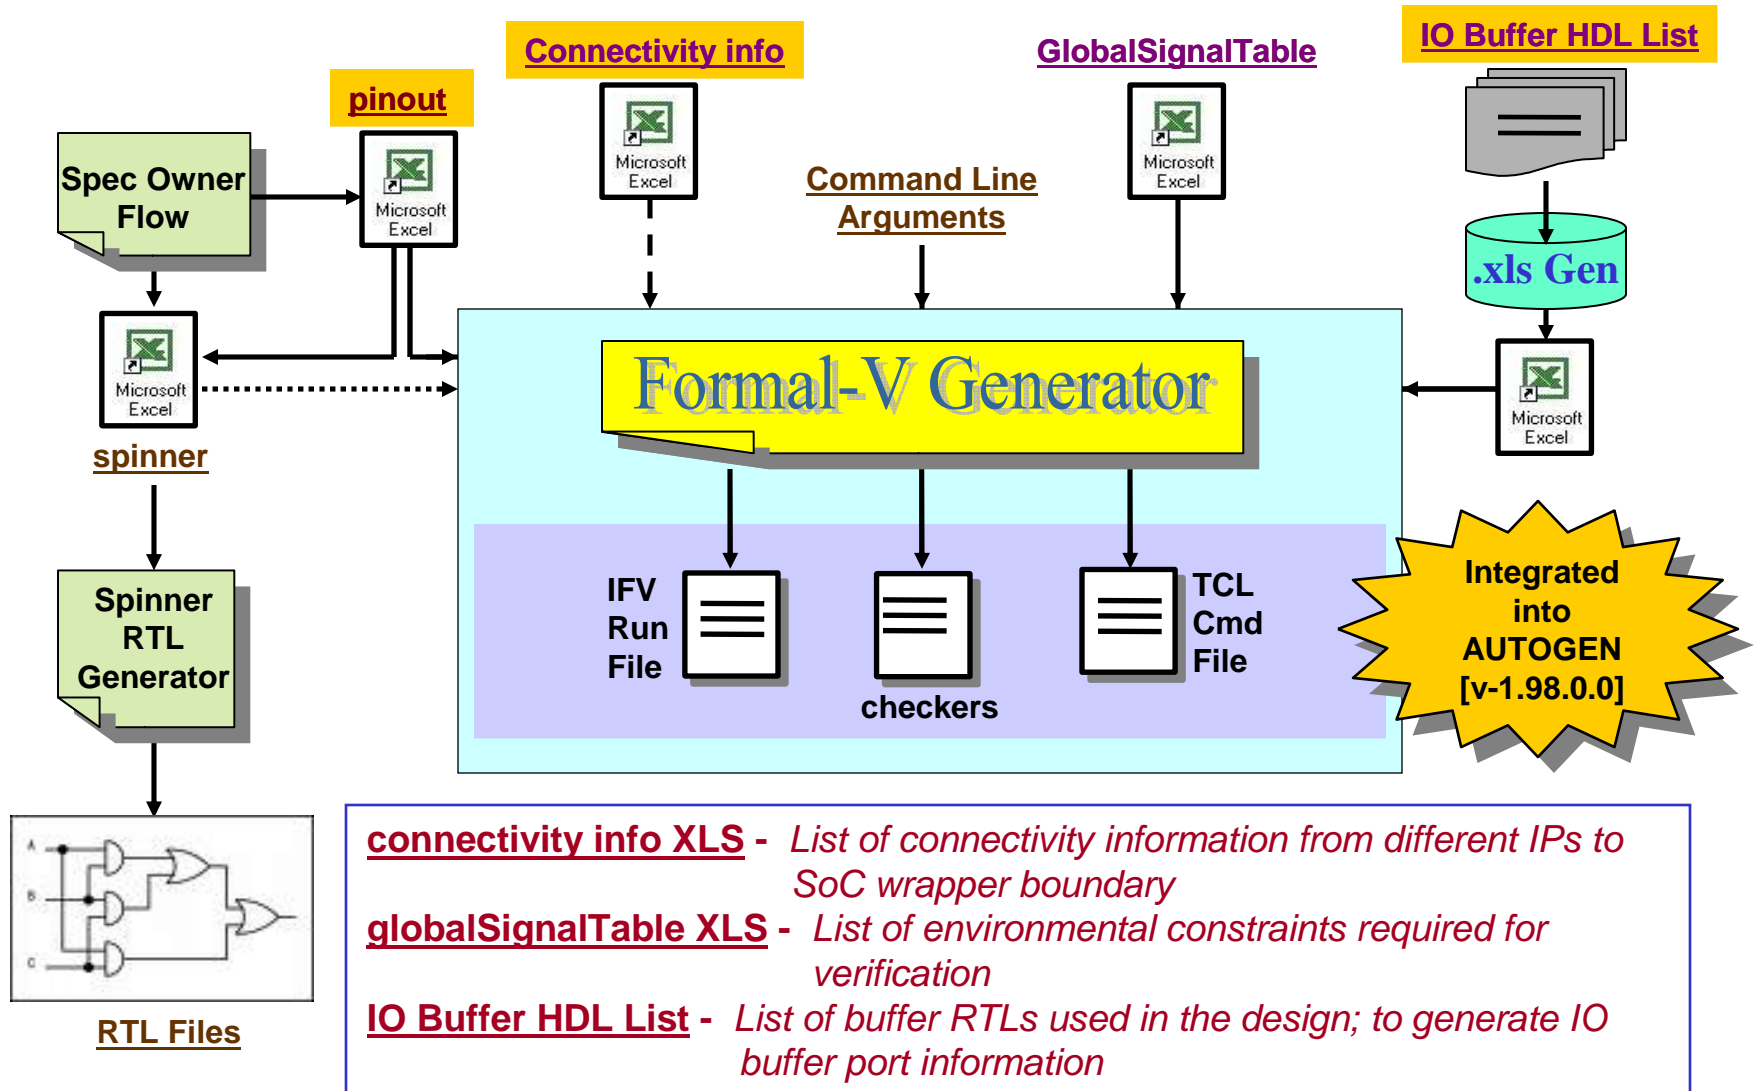 Connectivity info
GlobalSignalTable
IO Buffer HDL List
pinout
Microsoft
Excel
Microsoft
Excel
Microsoft
Excel
Spec Owner
Flow
Command Line
Arguments
.xls Gen
Microsoft
Excel
Microsoft
Excel
spinner
Formal-V Generator
Spinner
RTL
Generator
IFV
Run
File
checkers
TCL
Cmd
File
Integrated
into
AUTOGEN
[v-1.98.0.0]
A
B
C
RTL Files
connectivity info XLS - List of connectivity information from different IPs to
SoC wrapper boundary
globalSignalTable XLS - List of environmental constraints required for
verification
IO Buffer HDL List - List of buffer RTLs used in the design; to generate IO
buffer port information